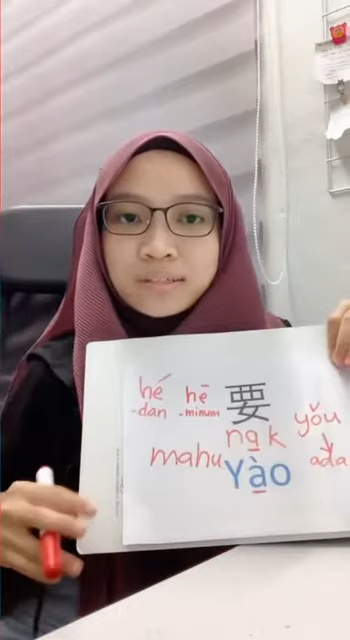 hé hē 要 yǒu
-dan -minum
nak
mahu Yào ada